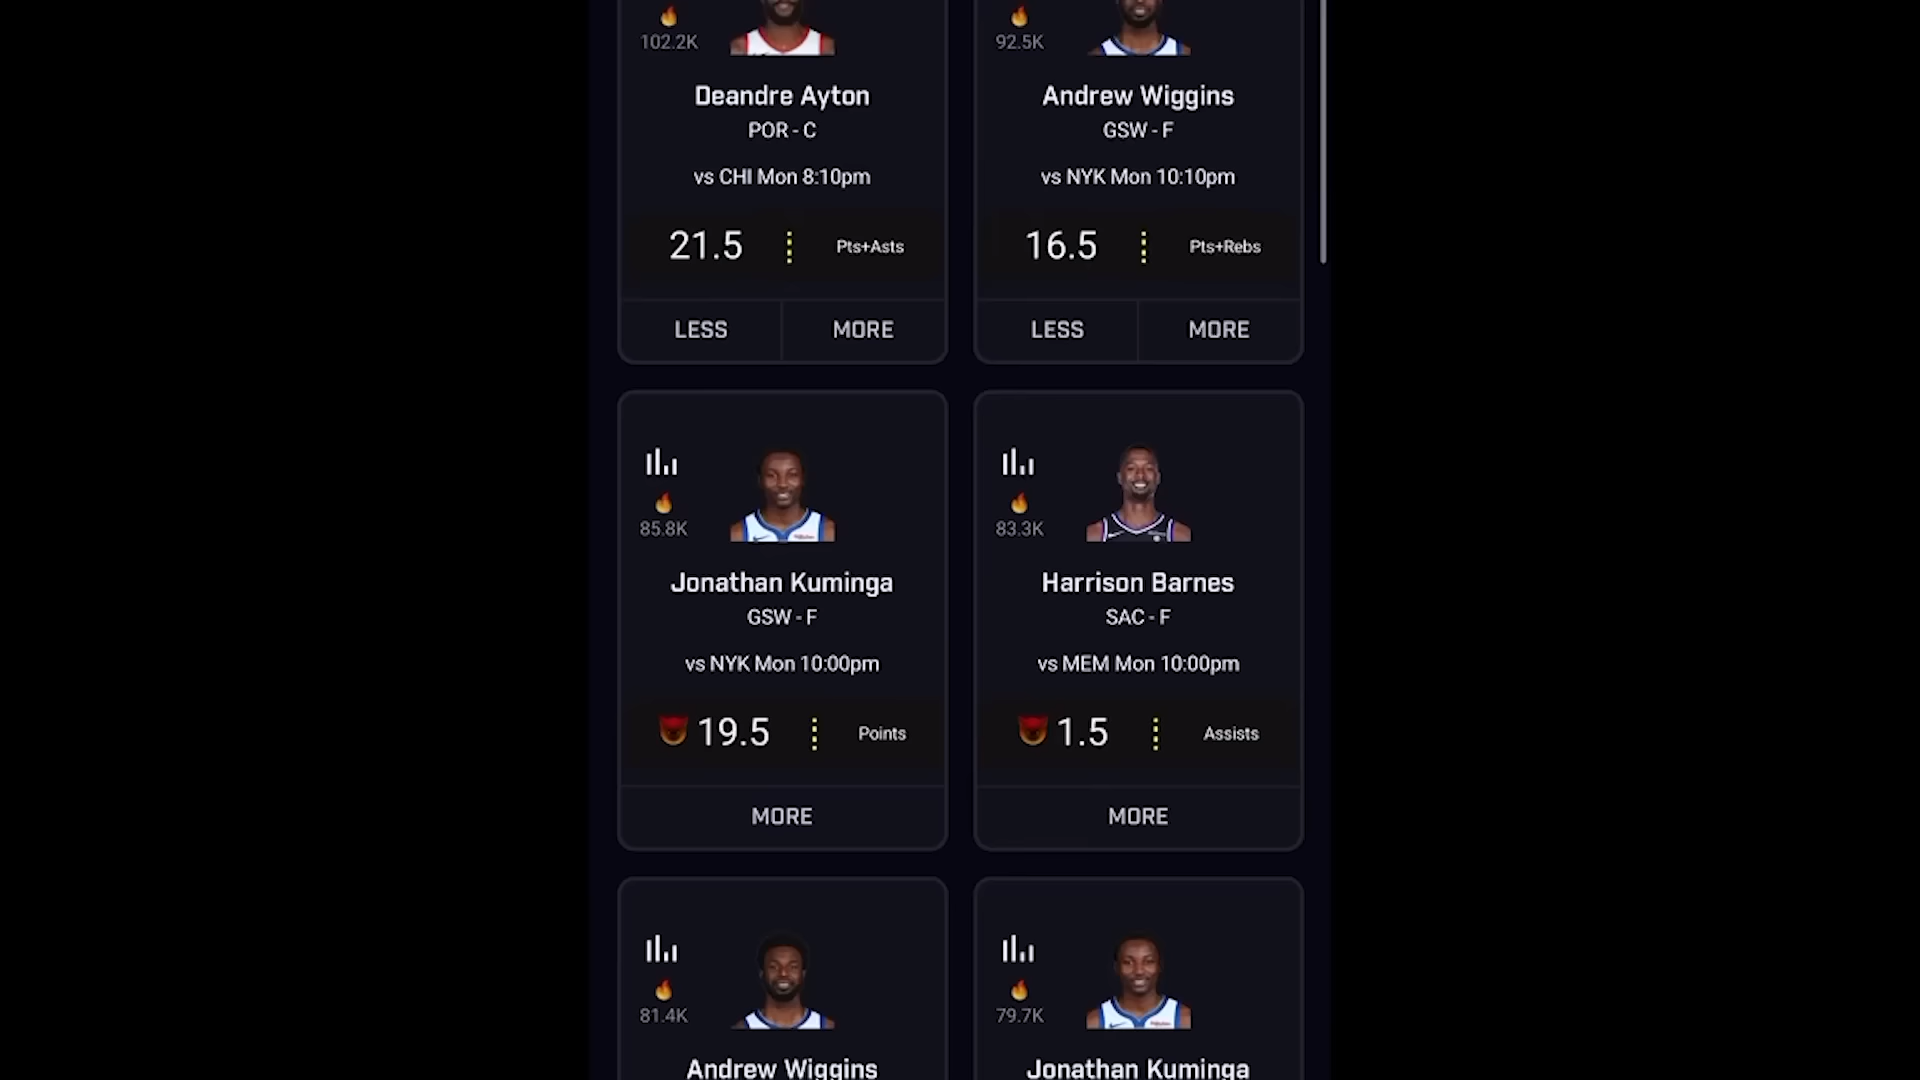 102.2K
Deandre Ayton
POR - C
vs CHI Mon 8:10pm
21.5
Pts+Asts
LESS
MORE
92.5K
Andrew Wiggins
GSW - F
vs NYK Mon 10:10pm
16.5
Pts+Rebs
LESS
MORE
85.8K
Jonathan Kuminga
GSW - F
vs NYK Mon 10:00pm
19.5
Points
MORE
83.3K
Harrison Barnes
SAC - F
vs MEM Mon 10:00pm
1.5
Assists
MORE
81.4K
Andrew Wiggins
79.7K
Jonathan Kuminga